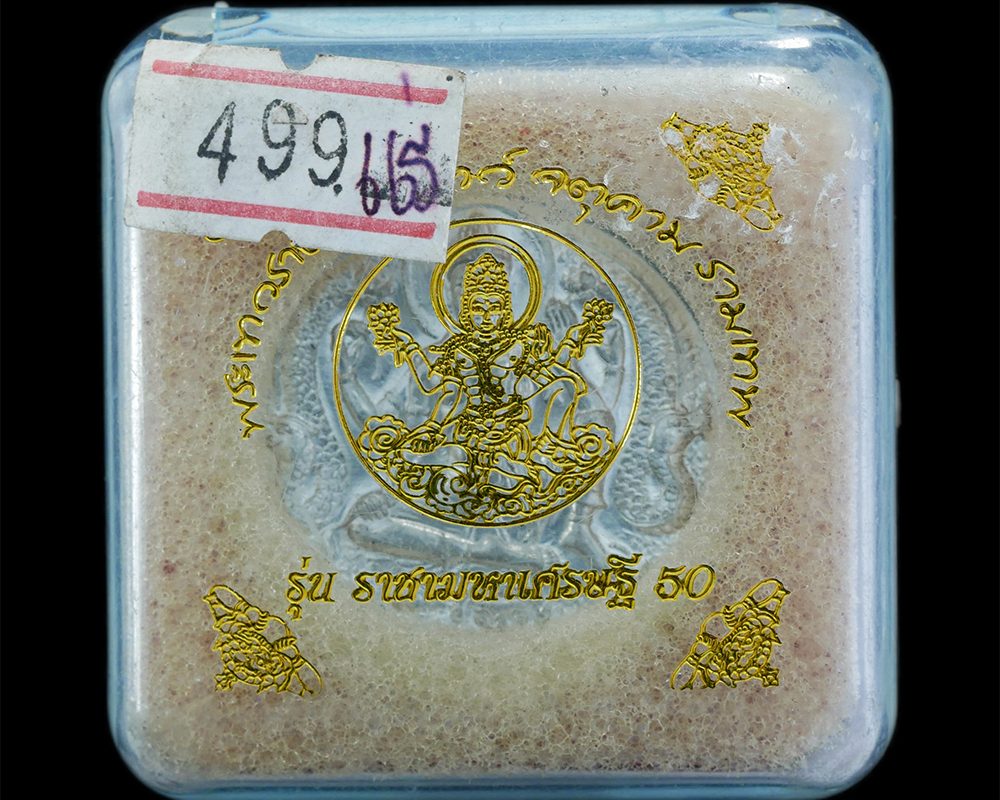 499.
จตุคาม รามเทพ
รุ่น ราชามหาเศรษฐี 50